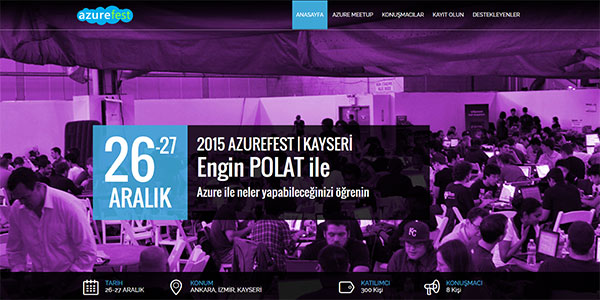 azurefest
ANASAYFA AZURE MEETUP KONUŞMACILAR KAYIT OLUN DESTEKLEYENLER
26-27
ARALIK
2015 AZUREFEST | KAYSERİ
Engin POLAT ile
Azure ile neler yapabileceğinizi öğrenin
TARİH
26-27 ARALIK
KONUM
ANKARA, IZMIR, KAYSERİ
KATILIMCI
300 Kişi
KONUŞMACI
8 Kişi